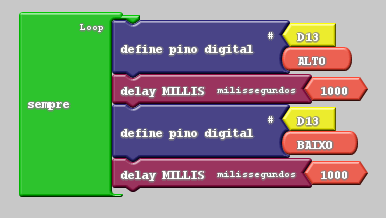 Loop
sempre
define pino digital # D13
ALTO
delay MILLIS milissegundos 1000
define pino digital # D13
BAIXO
delay MILLIS milissegundos 1000